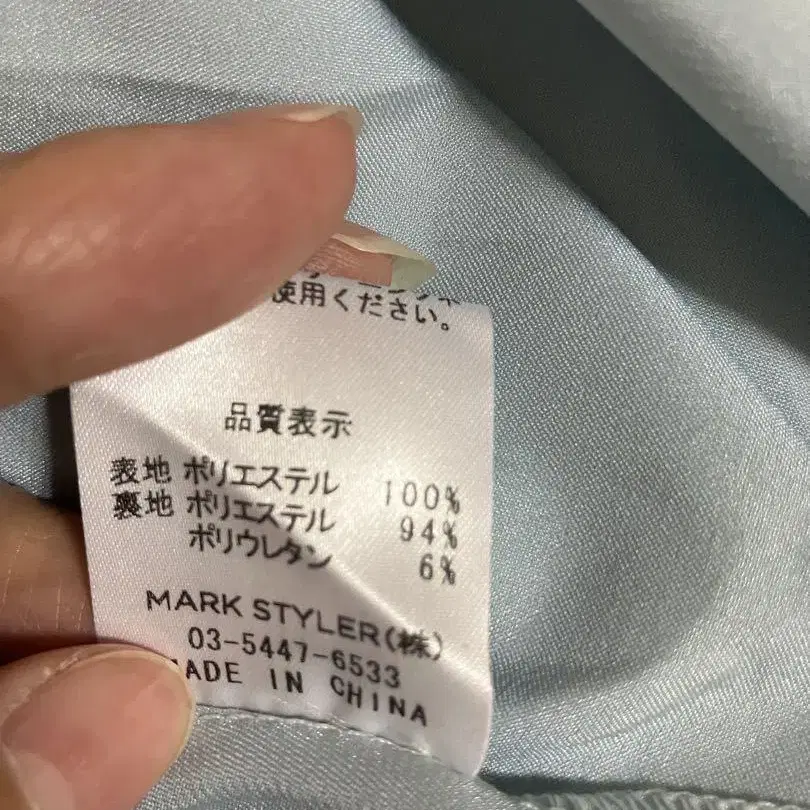 使用ください。
品質表示
表地 ポリエステル 100%
裏地 ポリエステル 94%
ポリウレタン 6%
MARK STYLER(株)
03-5447-6533
MADE IN CHINA